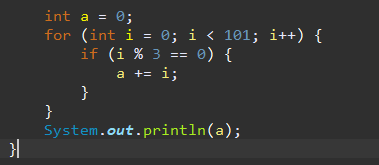 int a = 0;
for (int i = 0; i < 101; i++) {
if (i % 3 == 0) {
a += i;
}
}
System.out.println(a);
}